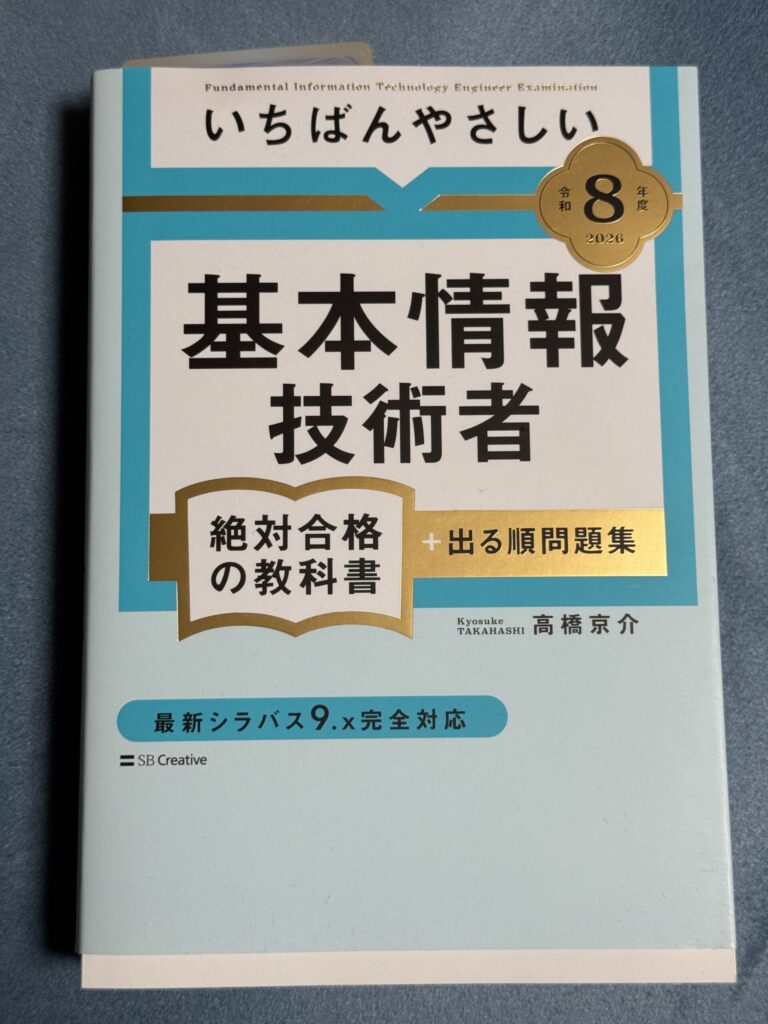 Fundamental Information Technology Engineer Examination
いちばんやさしい
令和
8
年度
2026
基本情報
技術者
絶対合格
の教科書
+出る順問題集
Kyosuke
TAKAHASHI 高橋京介
最新シラバス9.x完全対応
SB Creative